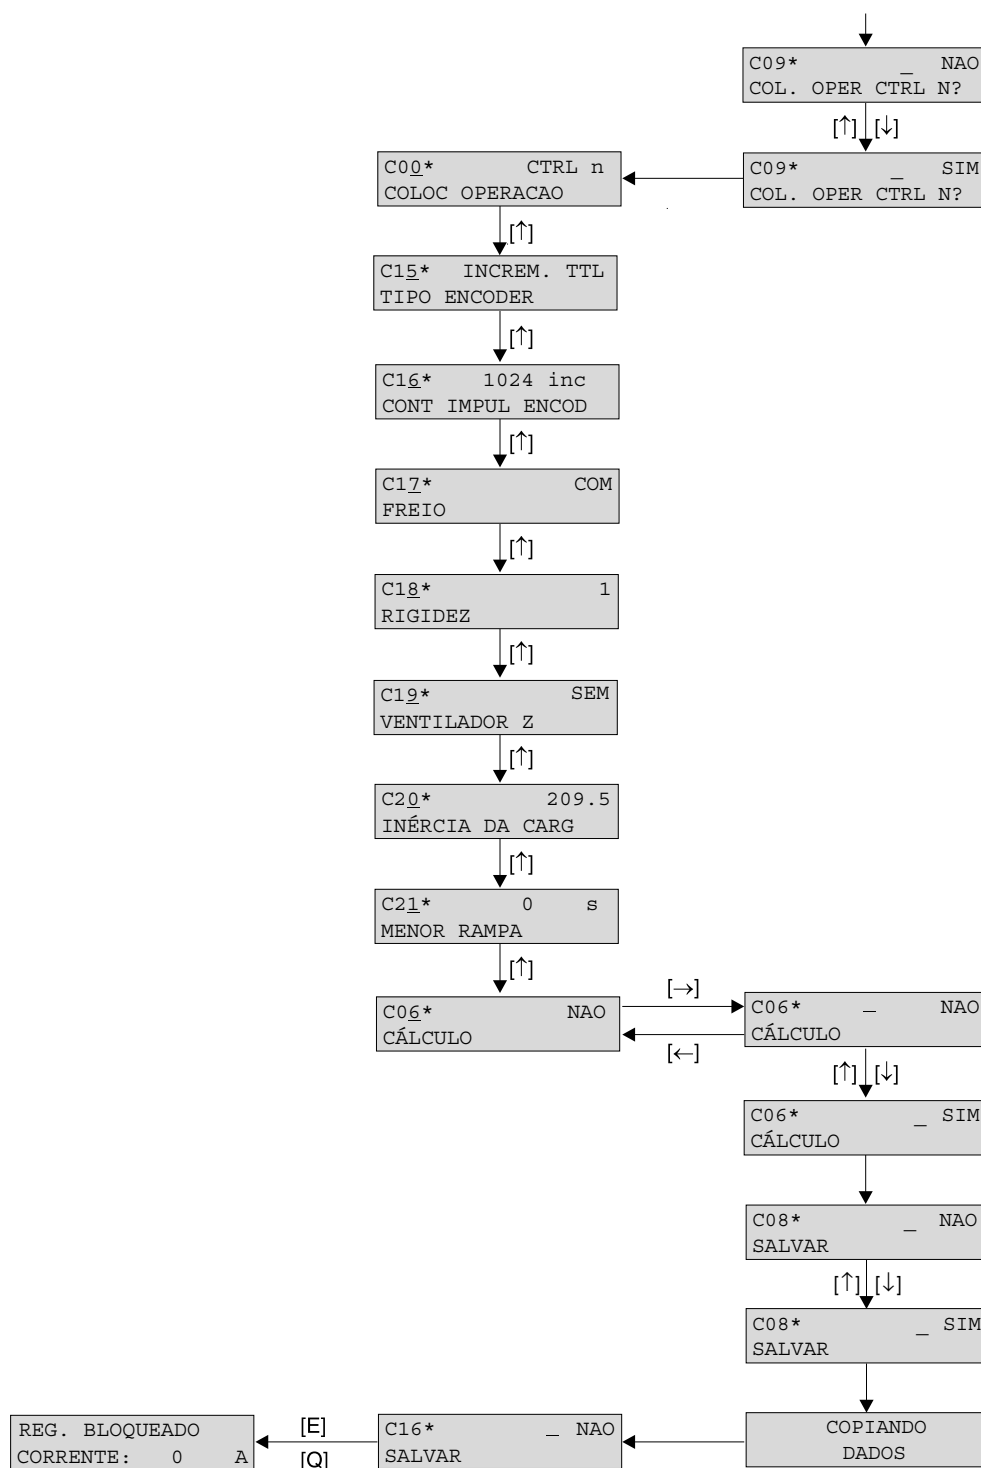 C09* _ NAO
COL. OPER CTRL N?
[↑] [↓]
C00* CTRL n
COLOC OPERACAO
C09* _ SIM
COL. OPER CTRL N?
[↑]
C15* INCREM. TTL
TIPO ENCODER
[↑]
C16* 1024 inc
CONT IMPUL ENCOD
[↑]
C17* COM
FREIO
[↑]
C18* 1
RIGIDEZ
[↑]
C19* SEM
VENTILADOR Z
[↑]
C20* 209.5
INÉRCIA DA CARG
[↑]
C21* 0 s
MENOR RAMPA
[↑]
C06* NAO
CÁLCULO
[→]
[←]
C06* _ NAO
CÁLCULO
[↑] [↓]
C06* _ SIM
CÁLCULO
C08* _ NAO
SALVAR
[↑] [↓]
C08* _ SIM
SALVAR
COPIANDO
DADOS
C16* _ NAO
SALVAR
[E]
[Q]
REG. BLOQUEADO
CORRENTE: 0 A